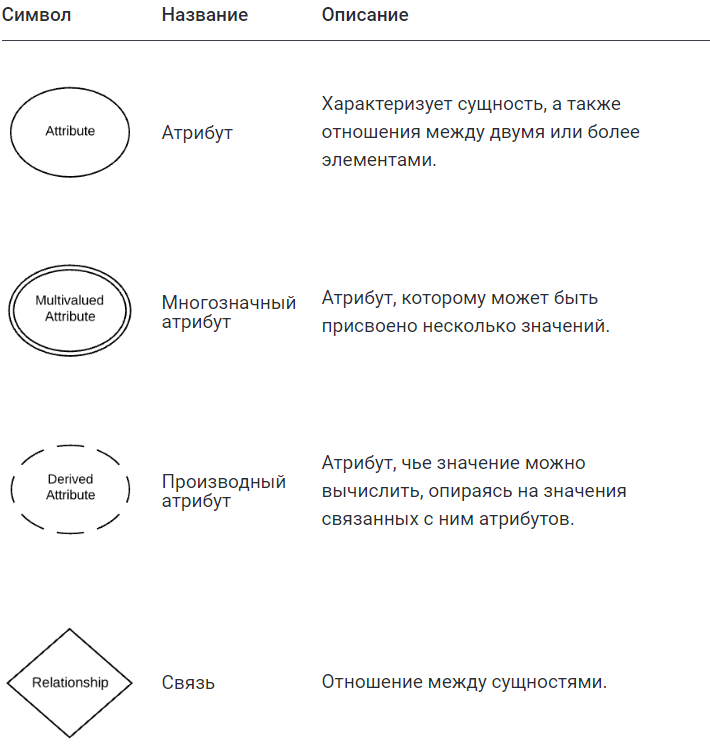 Символ Название Описание
Attribute
Атрибут
Характеризует сущность, а также
отношения между двумя или более
элементами.
Multivalued
Attribute
Многозначный
атрибут
Атрибут, которому может быть
присвоено несколько значений.
Derived
Attribute
Производный
атрибут
Атрибут, чье значение можно
вычислить, опираясь на значения
связанных с ним атрибутов.
Relationship
Связь
Отношение между сущностями.